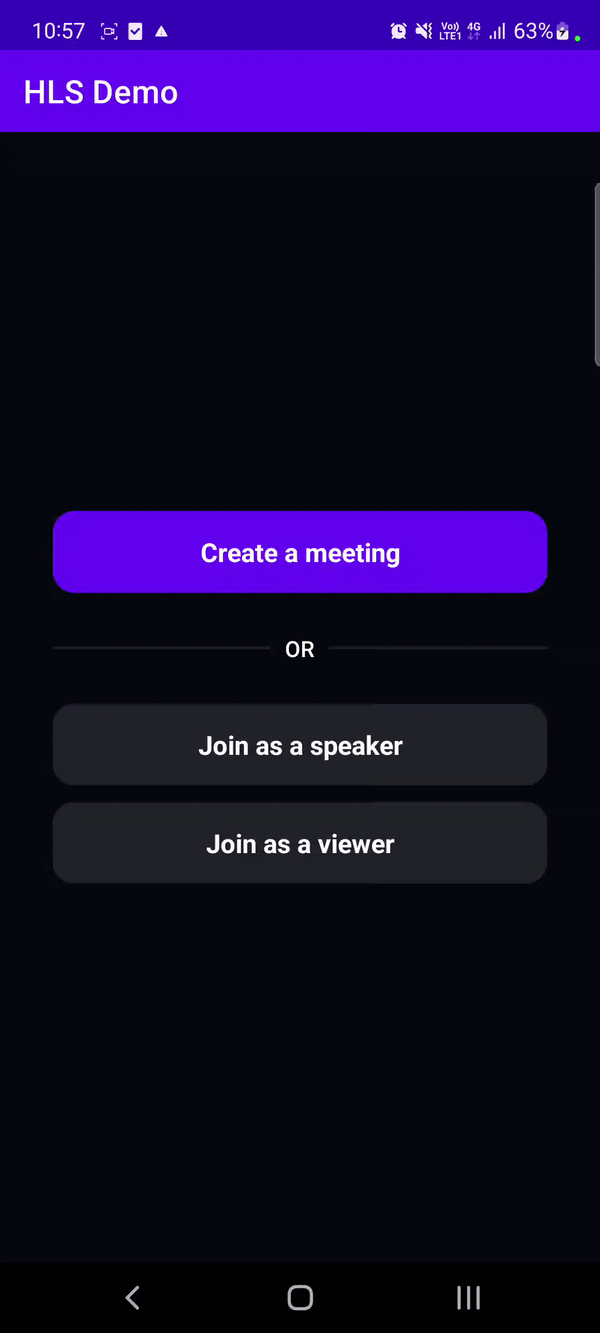 10:57 Vo)) LTE1 4G 63%
HLS Demo
Create a meeting
OR
Join as a speaker
Join as a viewer